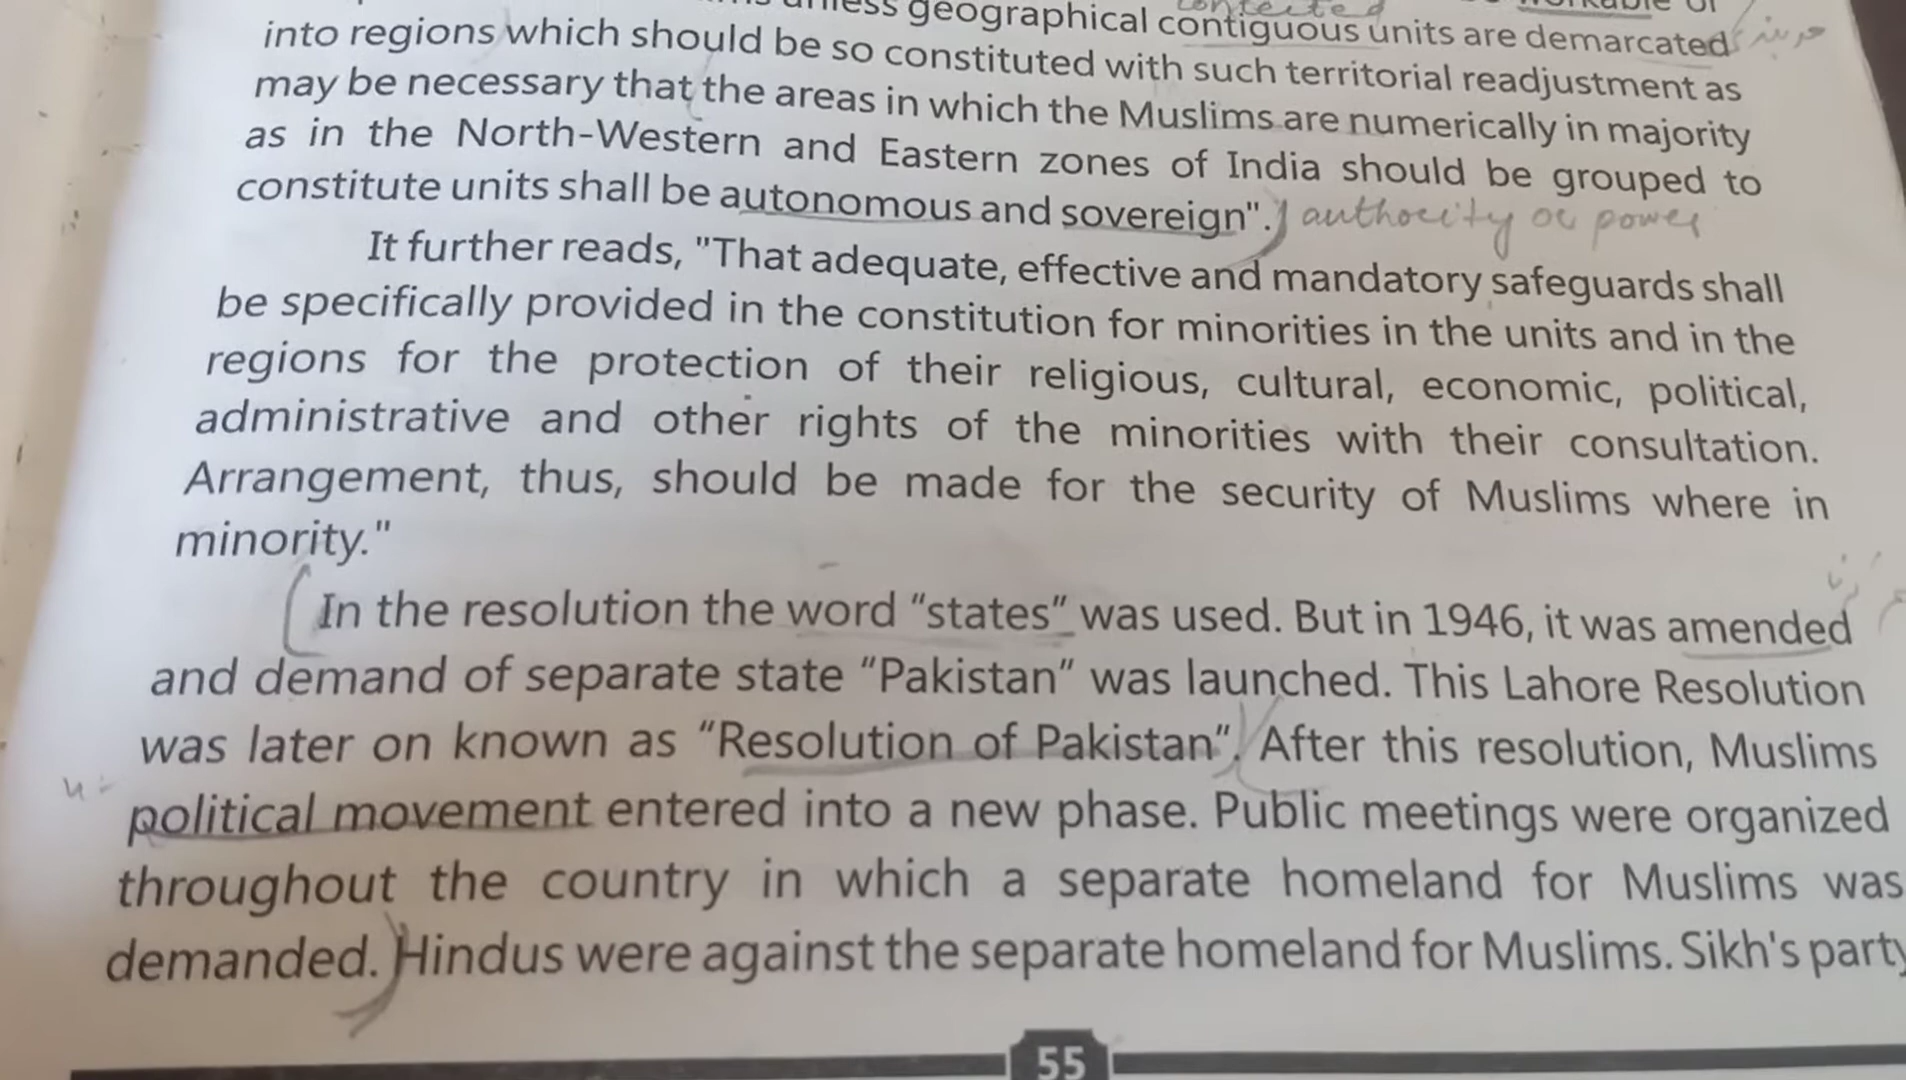 unless geographical contiguous units are demarcated
into regions which should be so constituted with such territorial readjustment as
may be necessary that the areas in which the Muslims are numerically in majority
as in the North-Western and Eastern zones of India should be grouped to
constitute units shall be autonomous and sovereign". authority or power
It further reads, "That adequate, effective and mandatory safeguards shall
be specifically provided in the constitution for minorities in the units and in the
regions for the protection of their religious, cultural, economic, political,
administrative and other rights of the minorities with their consultation.
Arrangement, thus, should be made for the security of Muslims where in
minority."
In the resolution the word “states” was used. But in 1946, it was amended
and demand of separate state “Pakistan” was launched. This Lahore Resolution
was later on known as “Resolution of Pakistan”. After this resolution, Muslims
political movement entered into a new phase. Public meetings were organized
throughout the country in which a separate homeland for Muslims was
demanded. Hindus were against the separate homeland for Muslims. Sikh's party
55